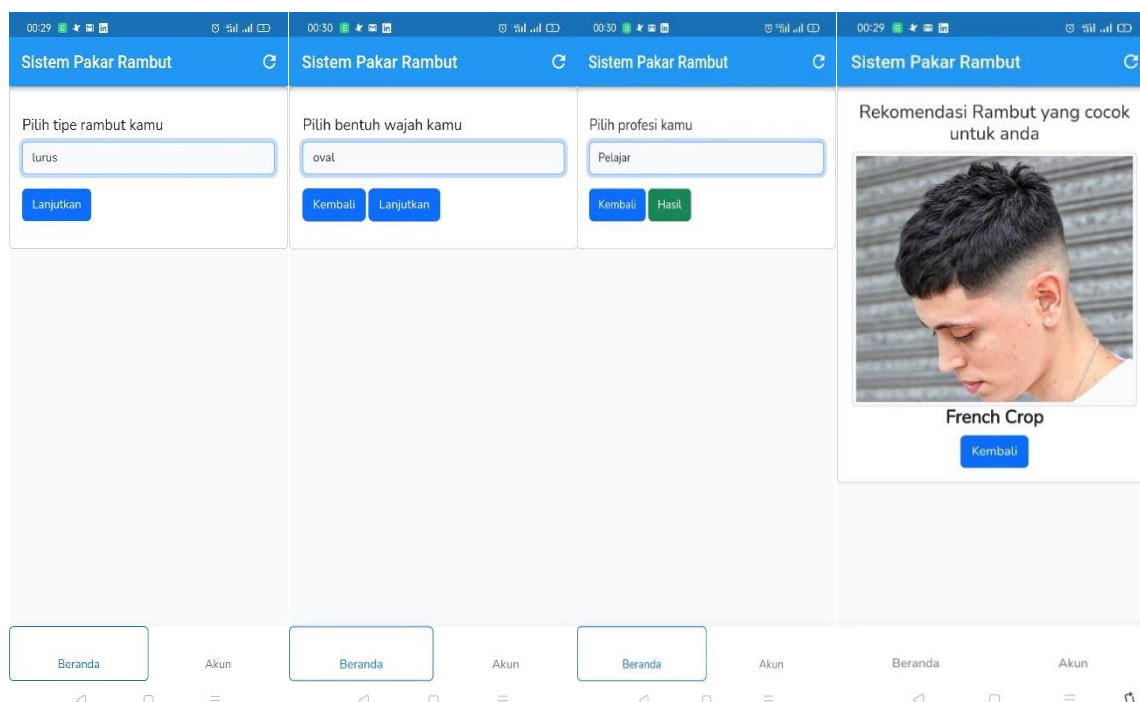 00:29
Sistem Pakar Rambut
Pilih tipe rambut kamu
lurus
Lanjutkan
Beranda
Akun
00:30
Sistem Pakar Rambut
Pilih bentuh wajah kamu
oval
Kembali
Lanjutkan
Beranda
Akun
00:30
Sistem Pakar Rambut
Pilih profesi kamu
Pelajar
Kembali
Hasil
Beranda
Akun
00:29
Sistem Pakar Rambut
Rekomendasi Rambut yang cocok
untuk anda
French Crop
Kembali
Beranda
Akun